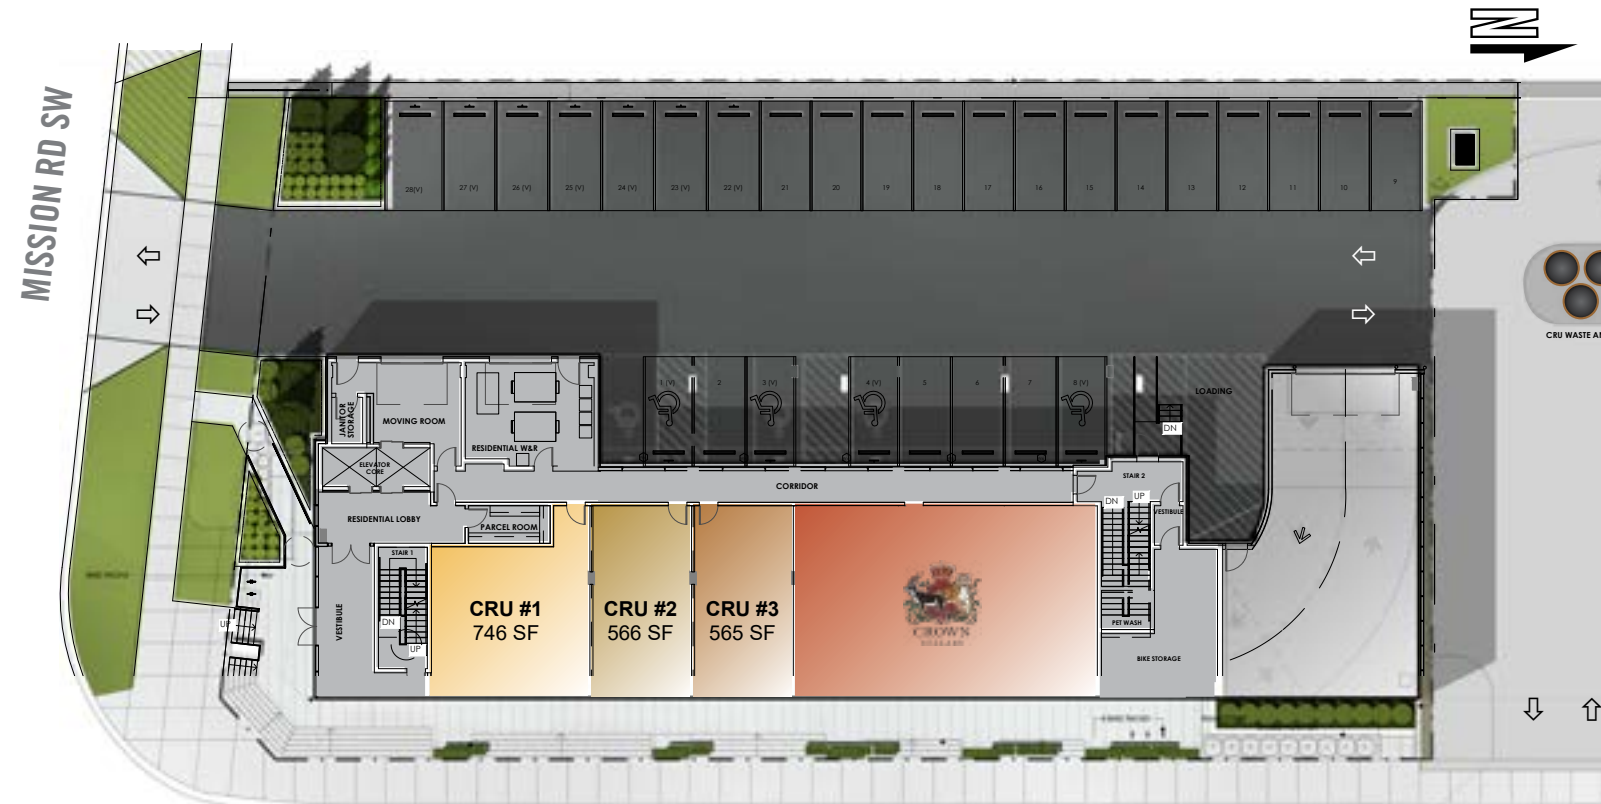 N
MISSION RD SW
28(V)
27 (V)
26 (V)
25 (V)
24 (V)
23 (V)
22 (V)
21
20
19
18
17
16
15
14
13
12
11
10
9
CRU WASTE
1 (V)
2
3 (V)
4 (V)
5
6
7
8 (V)
LOADING
DN
JANITOR
STORAGE
MOVING ROOM
RESIDENTIAL W&R
ELEVATOR
CORE
CORRIDOR
STAIR 2
DN
UP
VESTIBULE
RESIDENTIAL LOBBY
PARCEL ROOM
STAIR 1
VESTIBULE
DN
UP
UP
CRU #1
746 SF
CRU #2
566 SF
CRU #3
565 SF
CROWN
PET WASH
BIKE STORAGE